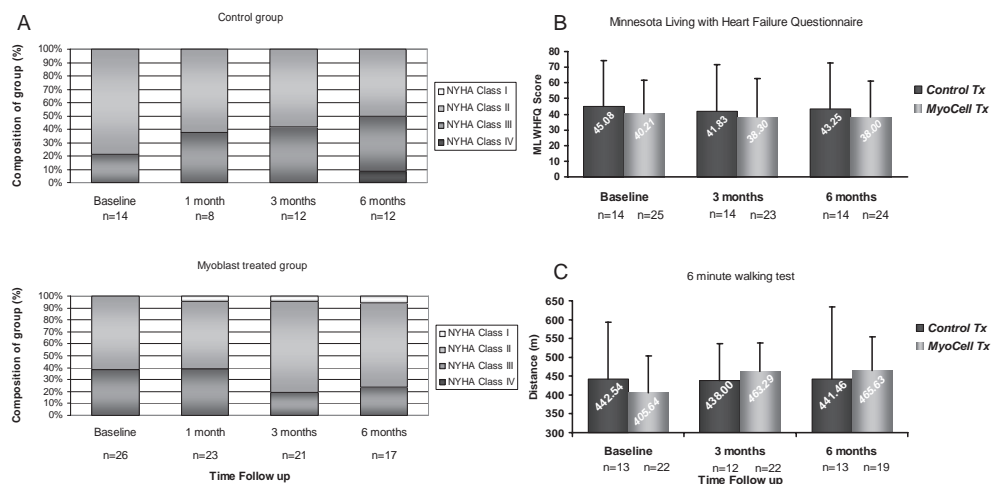 A
Control group
Composition of group (%)
100%
90%
80%
70%
60%
50%
40%
30%
20%
10%
0%
Baseline
1 month
3 months
6 months
n=14
n=8
n=12
n=12
NYHA Class I
NYHA Class II
NYHA Class III
NYHA Class IV
Myoblast treated group
Composition of group (%)
100%
90%
80%
70%
60%
50%
40%
30%
20%
10%
0%
Baseline
1 month
3 months
6 months
n=26
n=23
n=21
n=17
Time Follow up
NYHA Class I
NYHA Class II
NYHA Class III
NYHA Class IV
B
Minnesota Living with Heart Failure Questionnaire
MLWHFQ Score
80
70
60
50
40
30
20
10
0
45.08
40.21
41.83
38.30
43.25
38.00
Baseline
3 months
6 months
n=14
n=25
n=14
n=23
n=14
n=24
Control Tx
MyoCell Tx
C
6 minute walking test
Distance (m)
650
600
550
500
450
400
350
300
442.54
405.64
438.00
463.29
441.46
465.63
Baseline
3 months
6 months
n=13
n=22
n=12
n=22
n=13
n=19
Time Follow up
Control Tx
MyoCell Tx